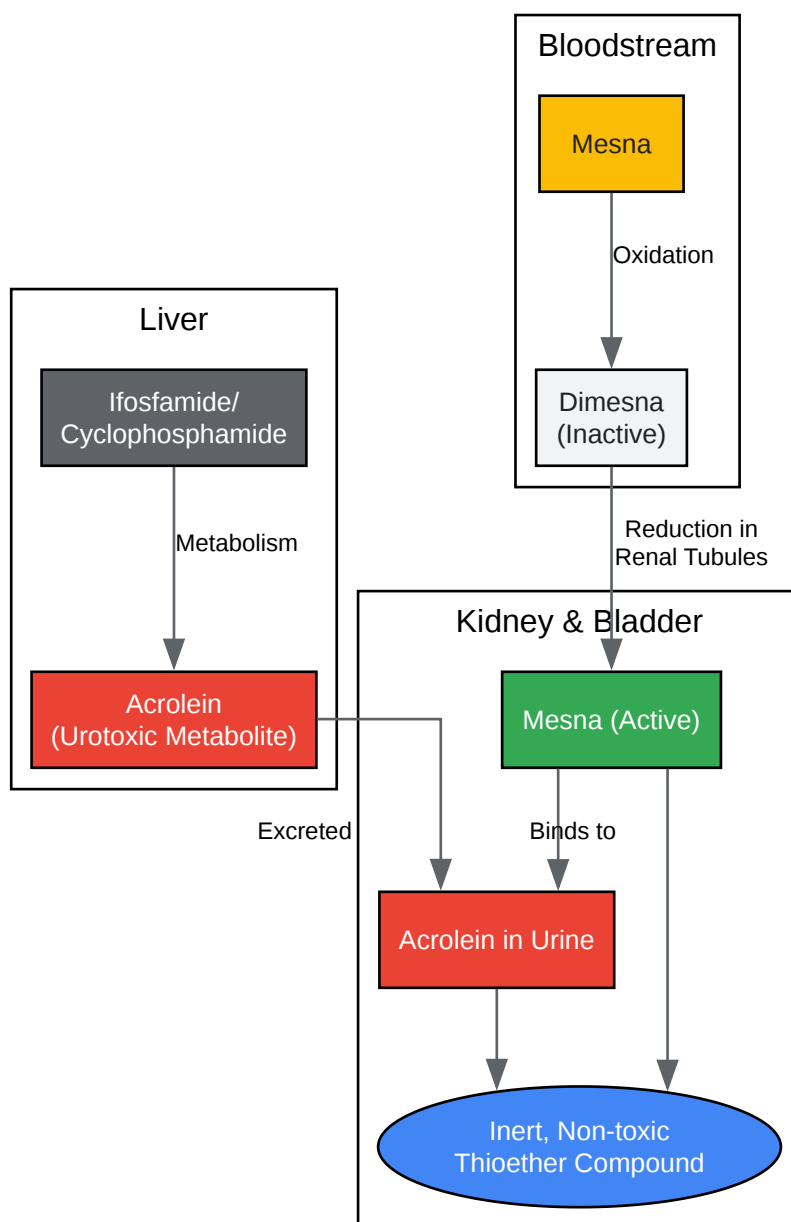 Bloodstream
Mesna
Oxidation
Dimesna
(Inactive)
Liver
Ifosfamide/
Cyclophosphamide
Metabolism
Acrolein
(Urotoxic Metabolite)
Reduction in
Renal Tubules
Kidney & Bladder
Mesna (Active)
Excreted
Binds to
Acrolein in Urine
Inert, Non-toxic
Thioether Compound